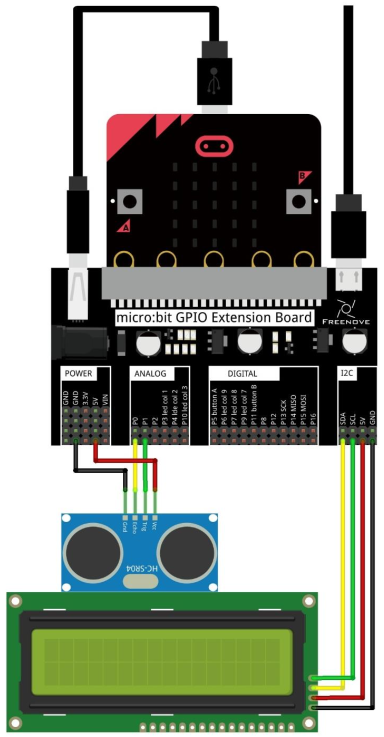 B
A
micro:bit GPIO Extension Board
FREENOVE
POWER
ANALOG
DIGITAL
I2C
GND
GND
3.3V
5V
VIN
P0
P1
P2
P3 led col 1
P4 lde col 2
P10 led col 3
P5 button A
P6 led col 9
P7 led col 8
P9 led col 7
P11 button B
P8
P12
P13 SCK
P14 MISO
P15 MOSI
P16
SDA
SCL
5V
GND
Gnd
Echo
Trig
Vcc
HC-SR04